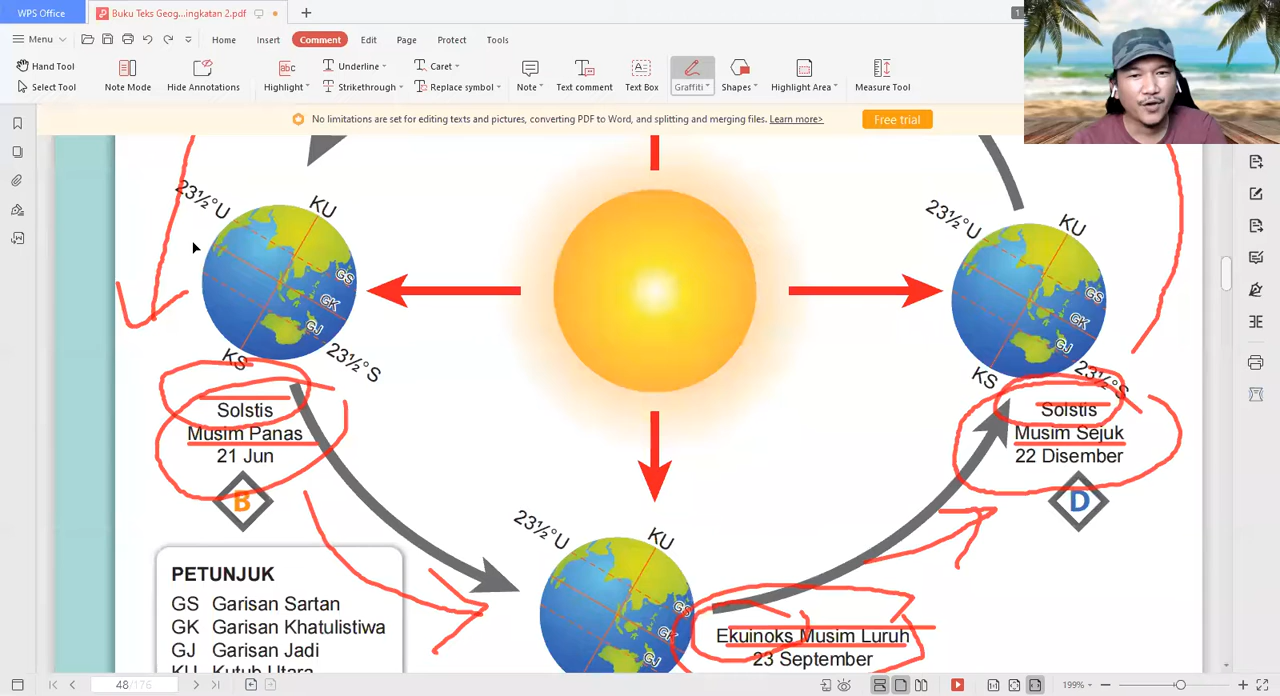 WPS Office
Buku Teks Geog...ingkatan 2.pdf
1
Menu
Home
Insert
Comment
Edit
Page
Protect
Tools
Hand Tool
Select Tool
Note Mode
Hide Annotations
Highlight
Underline
Strikethrough
Caret
Replace symbol
Note
Text comment
Text Box
Graffiti
Shapes
Highlight Area
Measure Tool
No limitations are set for editing texts and pictures, converting PDF to Word, and splitting and merging files. Learn more>
Free trial
23½°U
KU
GS
GK
GJ
KS
23½°S
Solstis
Musim Panas
21 Jun
B
23½°U
KU
GS
GK
GJ
KS
23½°S
Solstis
Musim Sejuk
22 Disember
D
23½°U
KU
GS
GK
GJ
Ekuinoks Musim Luruh
23 September
PETUNJUK
GS Garisan Sartan
GK Garisan Khatulistiwa
GJ Garisan Jadi
KU Kutub Utara
48/176
199%